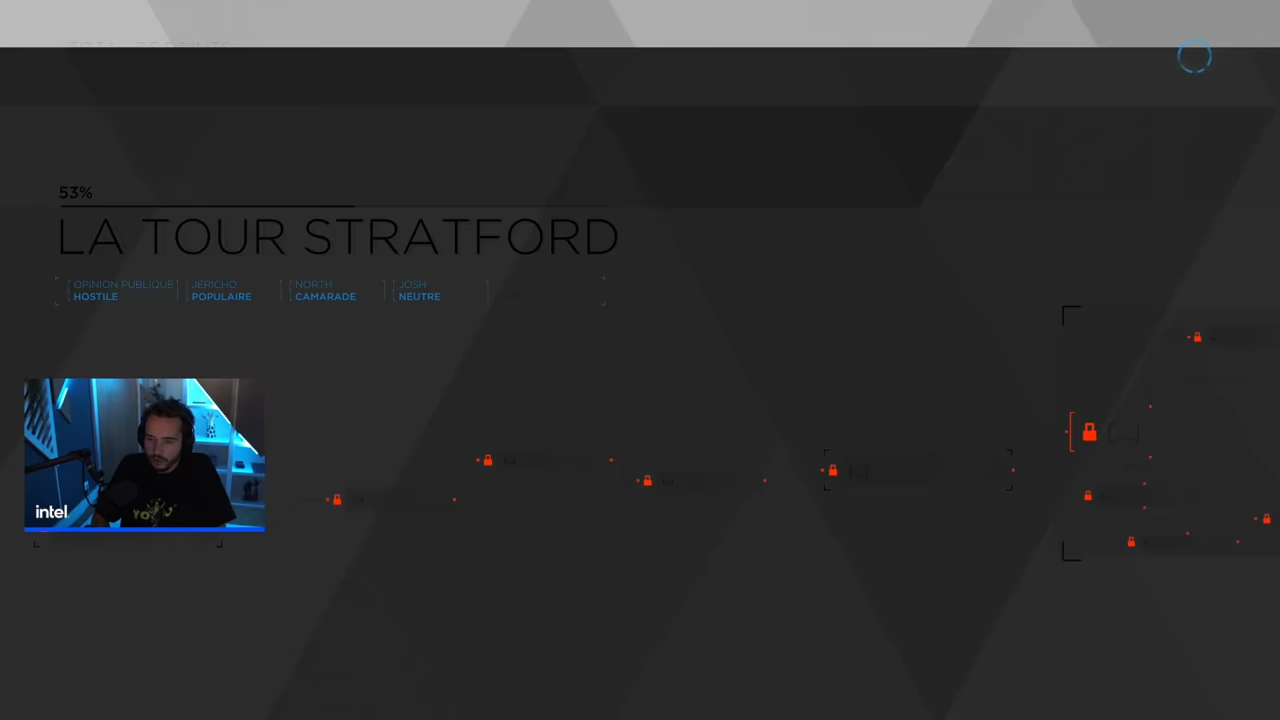 53%
LA TOUR STRATFORD
OPINION PUBLIQUE
HOSTILE
JERICHO
POPULAIRE
NORTH
CAMARADE
JOSH
NEUTRE
intel